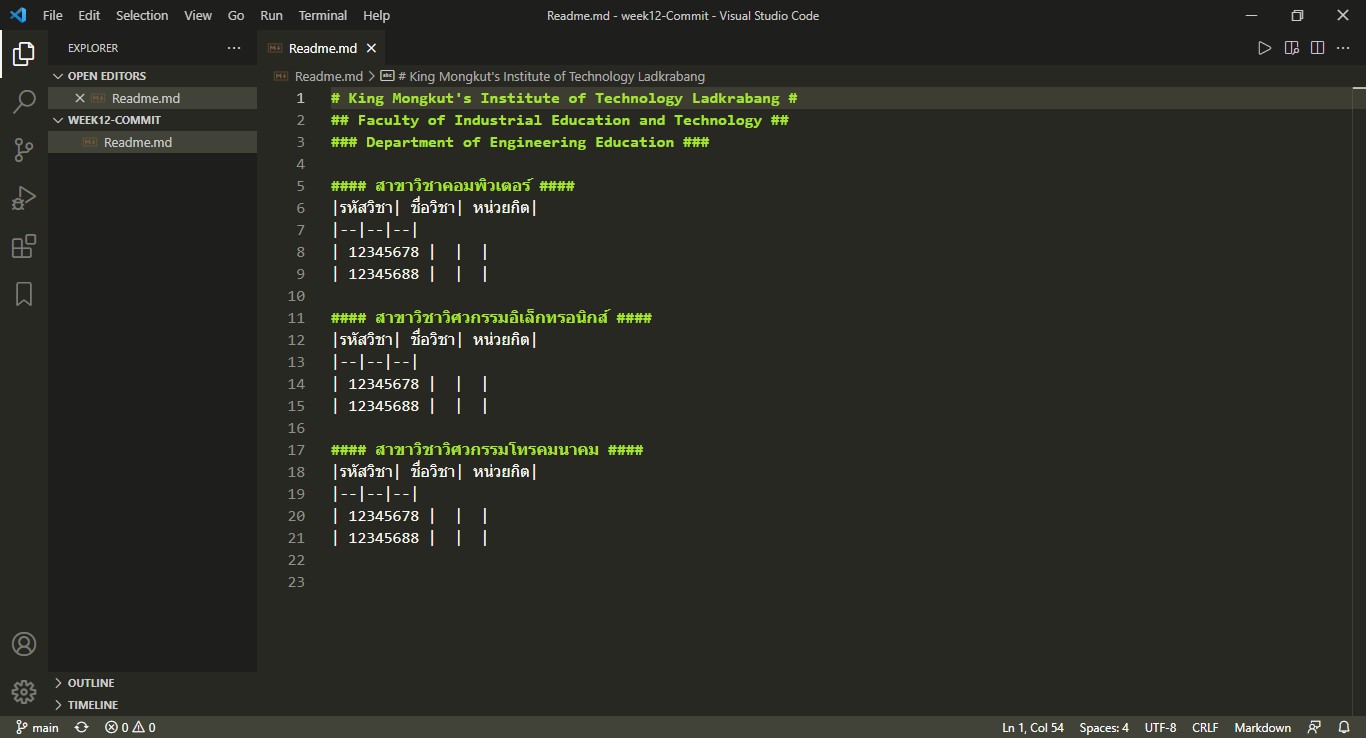 File Edit Selection View Go Run Terminal Help Readme.md - week12-Commit - Visual Studio Code
EXPLORER
Readme.md
OPEN EDITORS
Readme.md
WEEK12-COMMIT
Readme.md
OUTLINE
TIMELINE
Readme.md > # King Mongkut's Institute of Technology Ladkrabang
1 # King Mongkut's Institute of Technology Ladkrabang #
2 ## Faculty of Industrial Education and Technology ##
3 ### Department of Engineering Education ###
4
5 #### สาขาวิชาคอมพิวเตอร์ ####
6 |รหัสวิชา| ชื่อวิชา| หน่วยกิต|
7 |--|--|--|
8 | 12345678 | | |
9 | 12345688 | | |
10
11 #### สาขาวิชาวิศวกรรมอิเล็กทรอนิกส์ ####
12 |รหัสวิชา| ชื่อวิชา| หน่วยกิต|
13 |--|--|--|
14 | 12345678 | | |
15 | 12345688 | | |
16
17 #### สาขาวิชาวิศวกรรมโทรคมนาคม ####
18 |รหัสวิชา| ชื่อวิชา| หน่วยกิต|
19 |--|--|--|
20 | 12345678 | | |
21 | 12345688 | | |
22
23
main 0 0 Ln 1, Col 54 Spaces: 4 UTF-8 CRLF Markdown